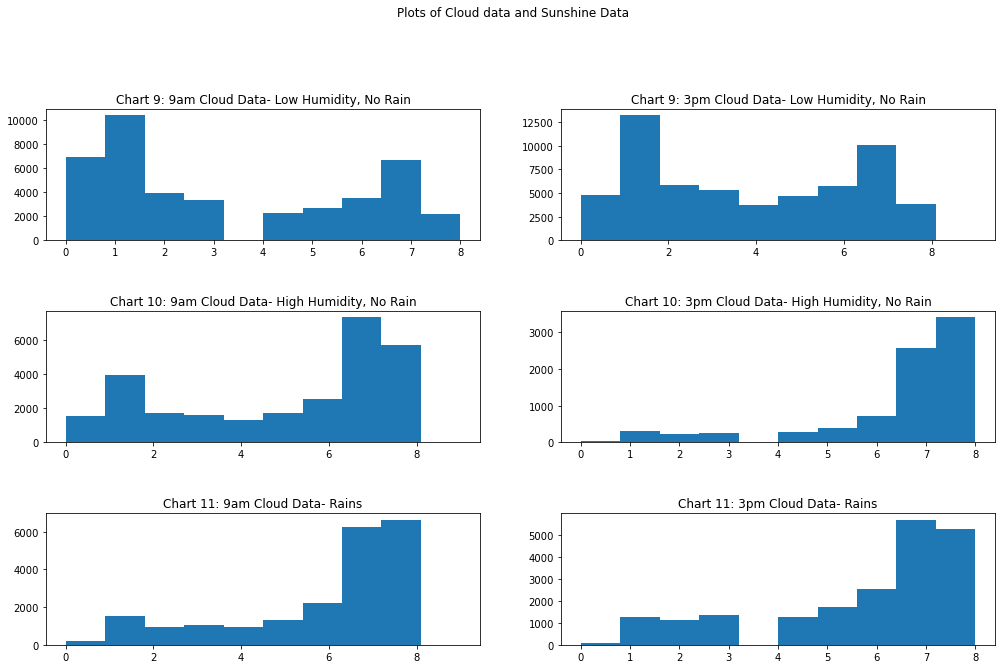 Plots of Cloud data and Sunshine Data
Chart 9: 9am Cloud Data- Low Humidity, No Rain
10000
8000
6000
4000
2000
0
0 1 2 3 4 5 6 7 8
Chart 9: 3pm Cloud Data- Low Humidity, No Rain
12500
10000
7500
5000
2500
0
0 2 4 6 8
Chart 10: 9am Cloud Data- High Humidity, No Rain
6000
4000
2000
0
0 2 4 6 8
Chart 10: 3pm Cloud Data- High Humidity, No Rain
3000
2000
1000
0
0 1 2 3 4 5 6 7 8
Chart 11: 9am Cloud Data- Rains
6000
4000
2000
0
0 2 4 6 8
Chart 11: 3pm Cloud Data- Rains
5000
4000
3000
2000
1000
0
0 1 2 3 4 5 6 7 8